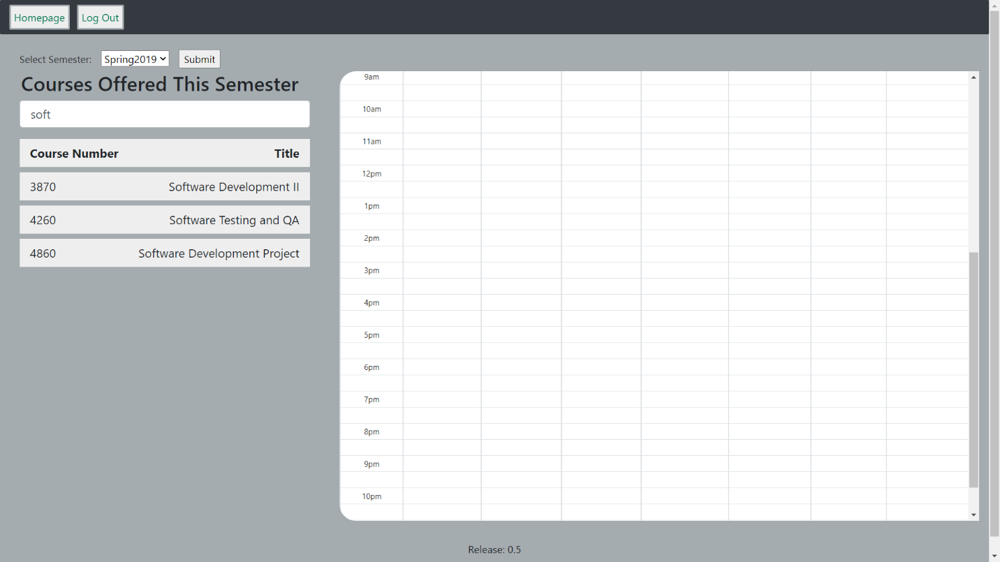 Homepage Log Out
Select Semester: Spring2019 Submit
Courses Offered This Semester
soft
Course Number Title
3870 Software Development II
4260 Software Testing and QA
4860 Software Development Project
9am
10am
11am
12pm
1pm
2pm
3pm
4pm
5pm
6pm
7pm
8pm
9pm
10pm
Release: 0.5